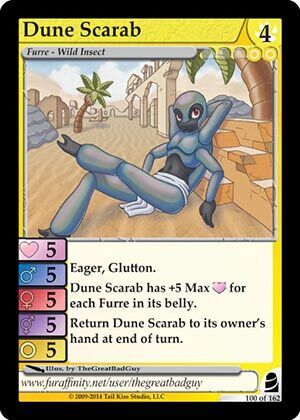 Dune Scarab
4
Furre - Wild Insect
5
5
Eager, Glutton.
5
Dune Scarab has +5 Max for
each Furre in its belly.
5
Return Dune Scarab to its owner's
hand at end of turn.
5
Illus. by TheGreatBadGuy
www.furaffinity.net/user/thegreatbadguy
100 of 162
© 2009-2014 Tail Kiss Studio, LLC